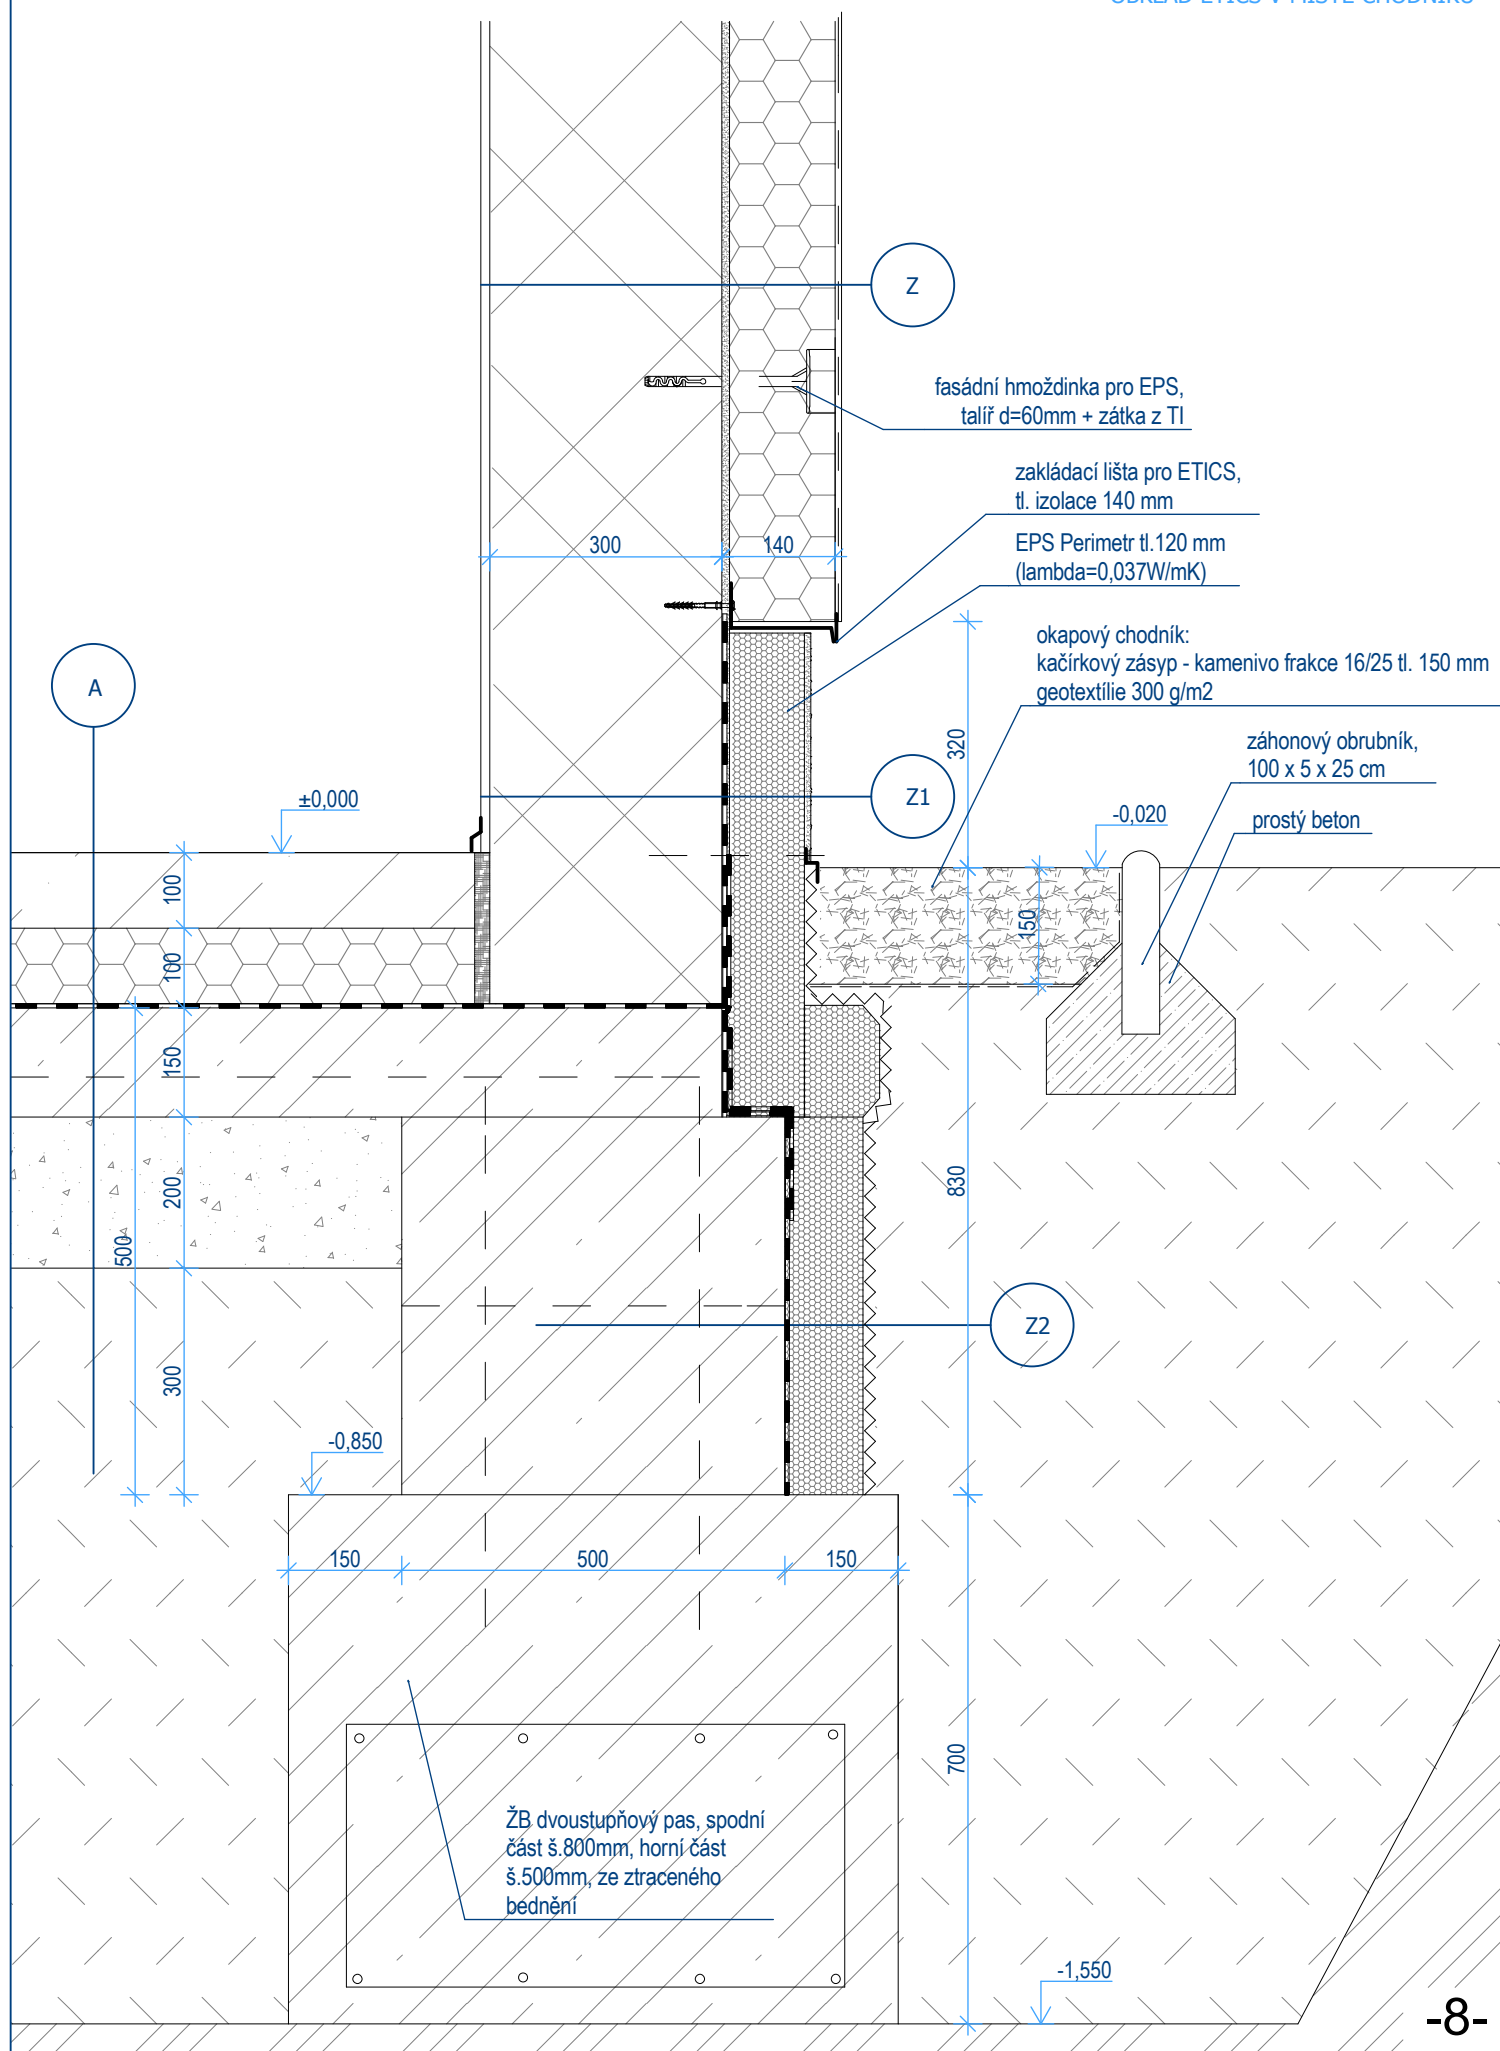 Z
fasádní hmoždinka pro EPS,
talíř d=60mm + zátka z TI
zakládací lišta pro ETICS,
tl. izolace 140 mm
300
140
EPS Perimetr tl.120 mm
(lambda=0,037W/mK)
okapový chodník:
kačírkový zásyp - kamenivo frakce 16/25 tl. 150 mm
geotextílie 300 g/m2
A
320
záhonový obrubník,
100 x 5 x 25 cm
Z1
±0,000
-0,020
prostý beton
100
150
100
150
830
200
500
Z2
300
-0,850
150
500
150
700
ŽB dvoustupňový pas, spodní
část š.800mm, horní část
š.500mm, ze ztraceného
bednění
-1,550
-8-